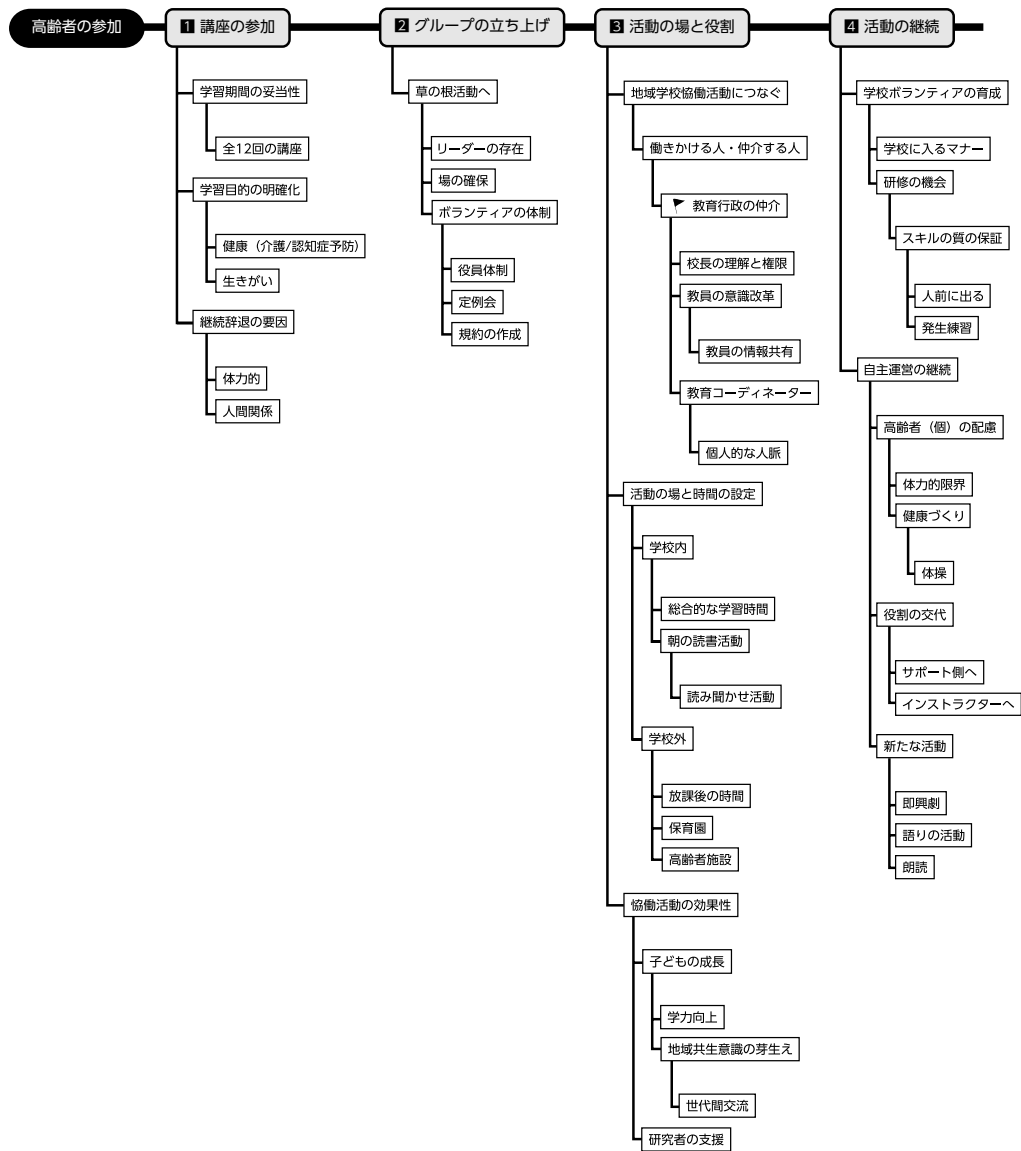 高齢者の参加
1 講座の参加
学習期間の妥当性
全12回の講座
学習目的の明確化
健康（介護/認知症予防）
生きがい
継続辞退の要因
体力的
人間関係
2 グループの立ち上げ
草の根活動へ
リーダーの存在
場の確保
ボランティアの体制
役員体制
定例会
規約の作成
3 活動の場と役割
地域学校協働活動につなぐ
働きかける人・仲介する人
教育行政の仲介
校長の理解と権限
教員の意識改革
教員の情報共有
教育コーディネーター
個人的な人脈
活動の場と時間の設定
学校内
総合的な学習時間
朝の読書活動
読み聞かせ活動
学校外
放課後の時間
保育園
高齢者施設
協働活動の効果性
子どもの成長
学力向上
地域共生意識の芽生え
世代間交流
研究者の支援
4 活動の継続
学校ボランティアの育成
学校に入るマナー
研修の機会
スキルの質の保証
人前に出る
発生練習
自主運営の継続
高齢者（個）の配慮
体力的限界
健康づくり
体操
役割の交代
サポート側へ
インストラクターへ
新たな活動
即興劇
語りの活動
朗読